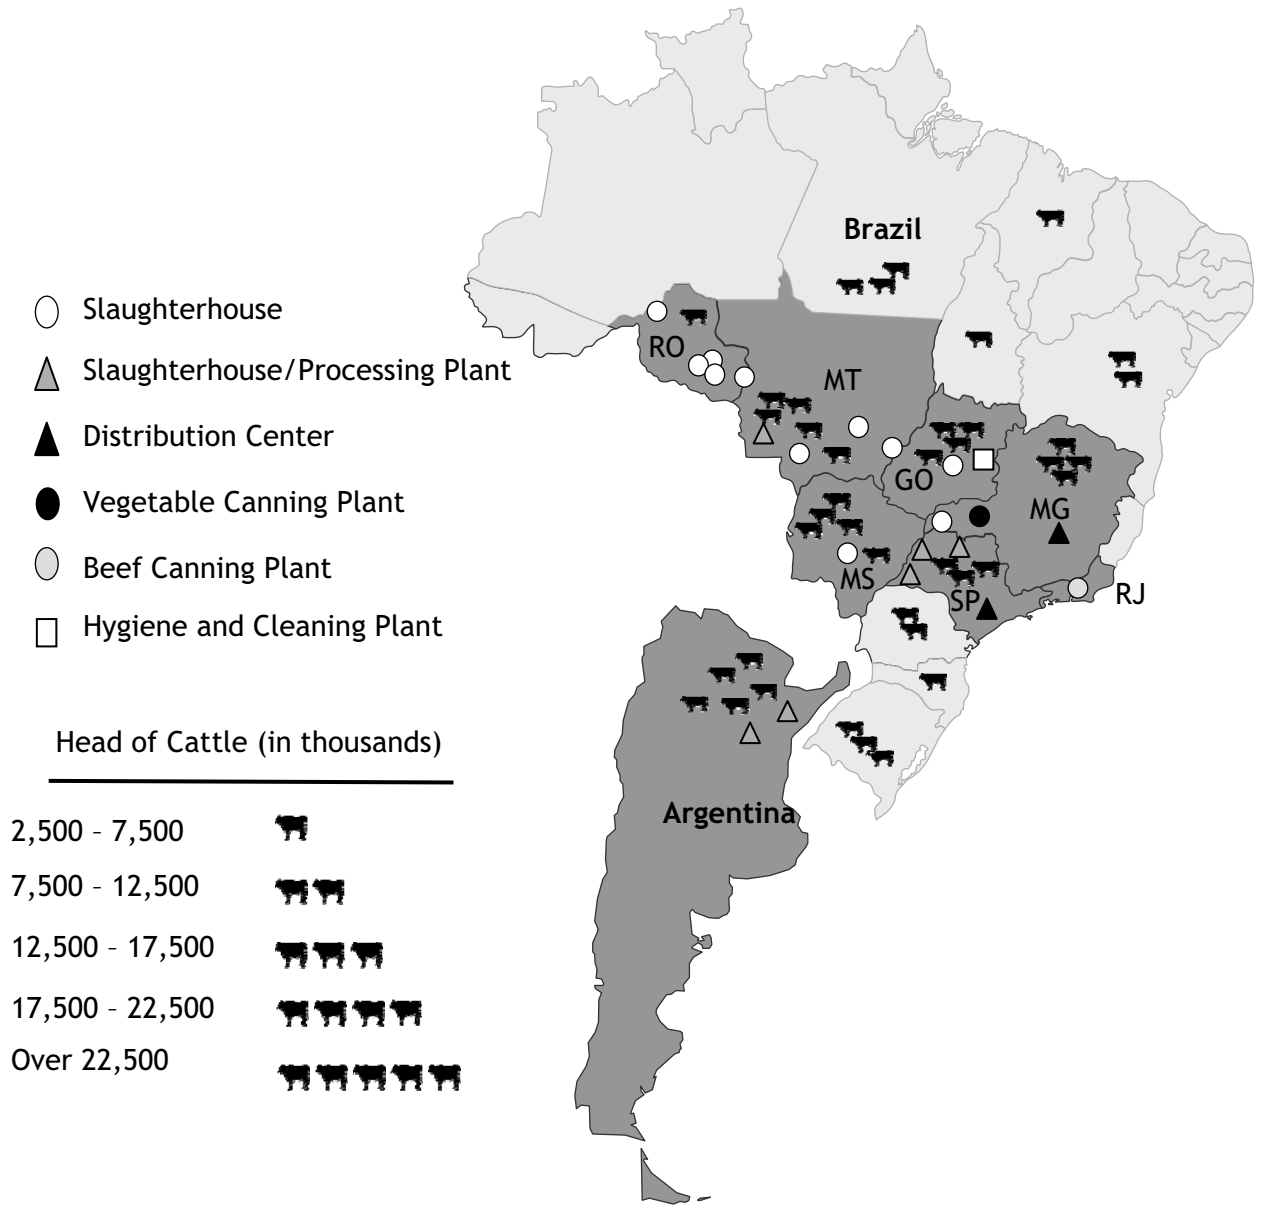 Brazil
Slaughterhouse
RO
Slaughterhouse/Processing Plant
MT
Distribution Center
GO
Vegetable Canning Plant
MG
Beef Canning Plant
MS
RJ
SP
Hygiene and Cleaning Plant
Head of Cattle (in thousands)
Argentina
2,500 – 7,500
7,500 – 12,500
12,500 – 17,500
17,500 – 22,500
Over 22,500